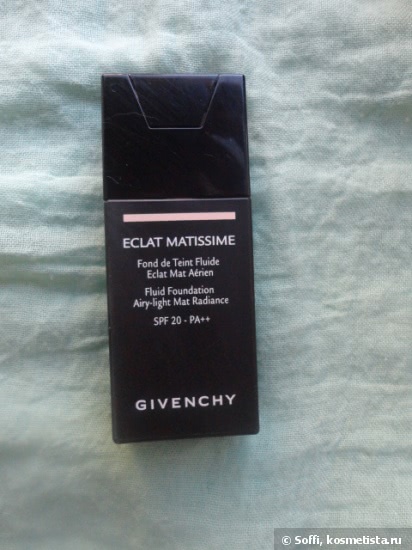 ECLAT MATISSIME
Fond de Teint Fluide
Eclat Mat Aérien
Fluid Foundation
Airy-light Mat Radiance
SPF 20 - PA++
GIVENCHY
© Soffi, kosmetista.ru